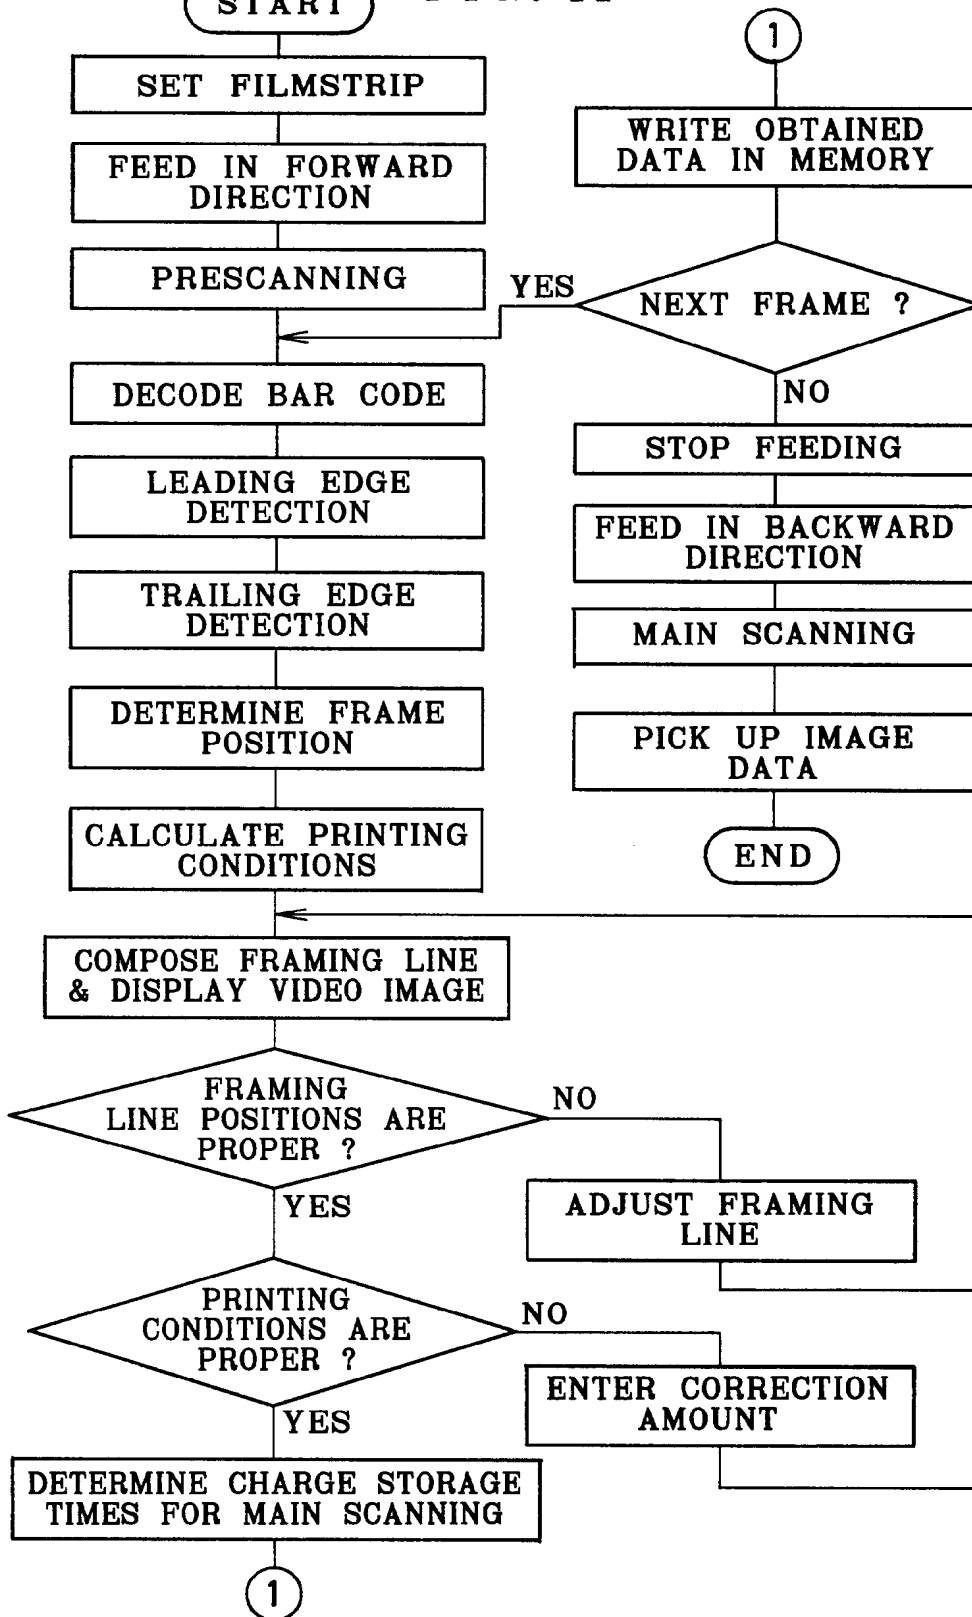 START
SET FILMSTRIP
FEED IN FORWARD
DIRECTION
PRESCANNING
DECODE BAR CODE
LEADING EDGE
DETECTION
TRAILING EDGE
DETECTION
DETERMINE FRAME
POSITION
CALCULATE PRINTING
CONDITIONS
COMPOSE FRAMING LINE
& DISPLAY VIDEO IMAGE
FRAMING
LINE POSITIONS ARE
PROPER ?
NO
YES
ADJUST FRAMING
LINE
PRINTING
CONDITIONS ARE
PROPER ?
NO
YES
ENTER CORRECTION
AMOUNT
DETERMINE CHARGE STORAGE
TIMES FOR MAIN SCANNING
1
1
WRITE OBTAINED
DATA IN MEMORY
NEXT FRAME ?
YES
NO
STOP FEEDING
FEED IN BACKWARD
DIRECTION
MAIN SCANNING
PICK UP IMAGE
DATA
END